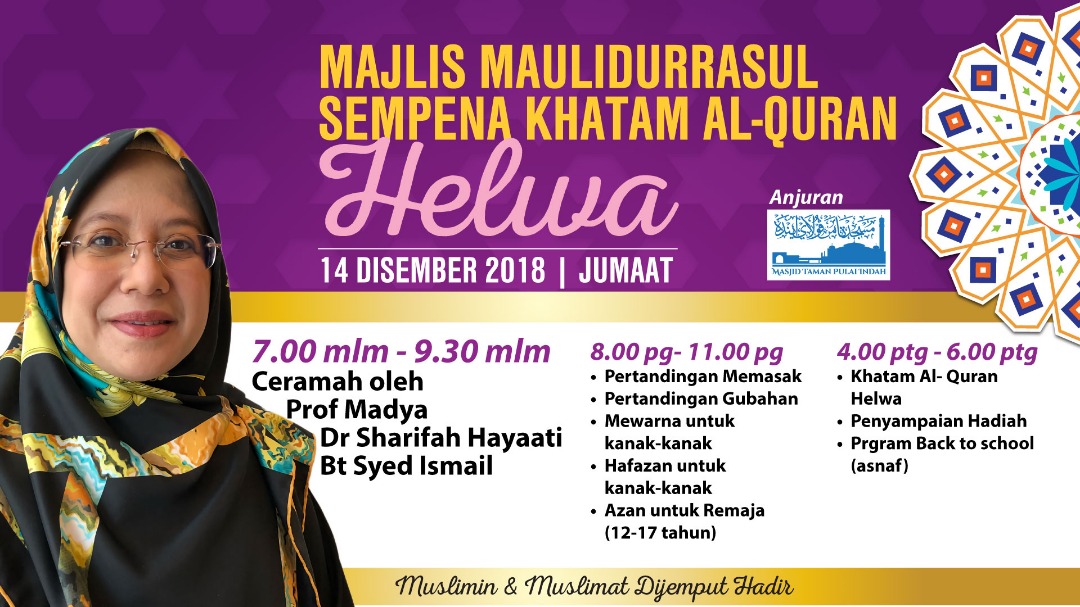 MAJLIS MAULIDURRASUL
SEMPENA KHATAM AL-QURAN
Helwa
14 DISEMBER 2018 | JUMAAT
Anjuran
مسجد تامن ڤولاي اينده
MASJID TAMAN PULAI INDAH
7.00 mlm - 9.30 mlm
Ceramah oleh
Prof Madya
Dr Sharifah Hayaati
Bt Syed Ismail
8.00 pg- 11.00 pg
• Pertandingan Memasak
• Pertandingan Gubahan
• Mewarna untuk
kanak-kanak
• Hafazan untuk
kanak-kanak
• Azan untuk Remaja
(12-17 tahun)
4.00 ptg - 6.00 ptg
• Khatam Al- Quran
Helwa
• Penyampaian Hadiah
• Prgram Back to school
(asnaf)
Muslimin & Muslimat Dijemput Hadir